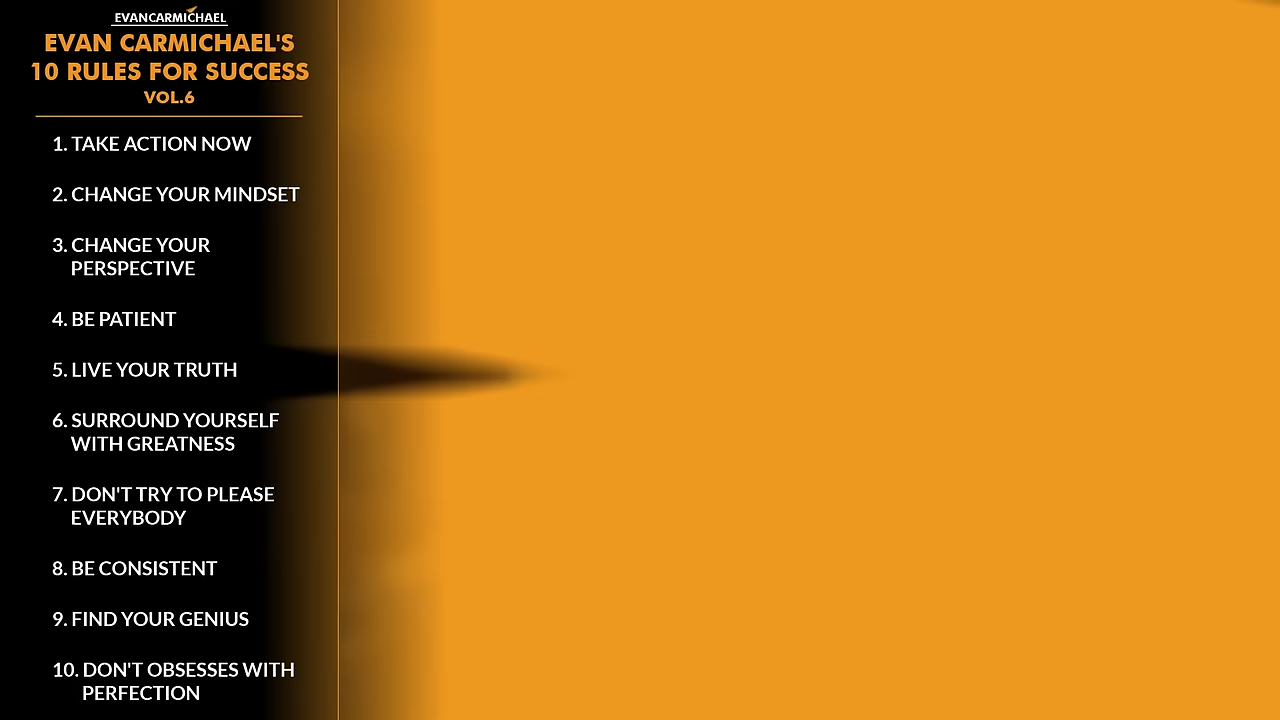 EVANCARMICHAEL
EVAN CARMICHAEL'S
10 RULES FOR SUCCESS
VOL.6
1. TAKE ACTION NOW
2. CHANGE YOUR MINDSET
3. CHANGE YOUR
PERSPECTIVE
4. BE PATIENT
5. LIVE YOUR TRUTH
6. SURROUND YOURSELF
WITH GREATNESS
7. DON'T TRY TO PLEASE
EVERYBODY
8. BE CONSISTENT
9. FIND YOUR GENIUS
10. DON'T OBSESSES WITH
PERFECTION